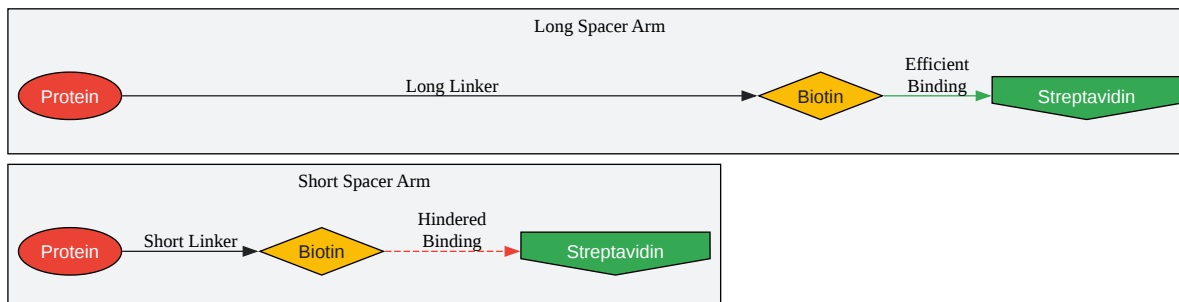 Long Spacer Arm
Protein
Long Linker
Biotin
Efficient
Binding
Streptavidin
Short Spacer Arm
Protein
Short Linker
Biotin
Hindered
Binding
Streptavidin